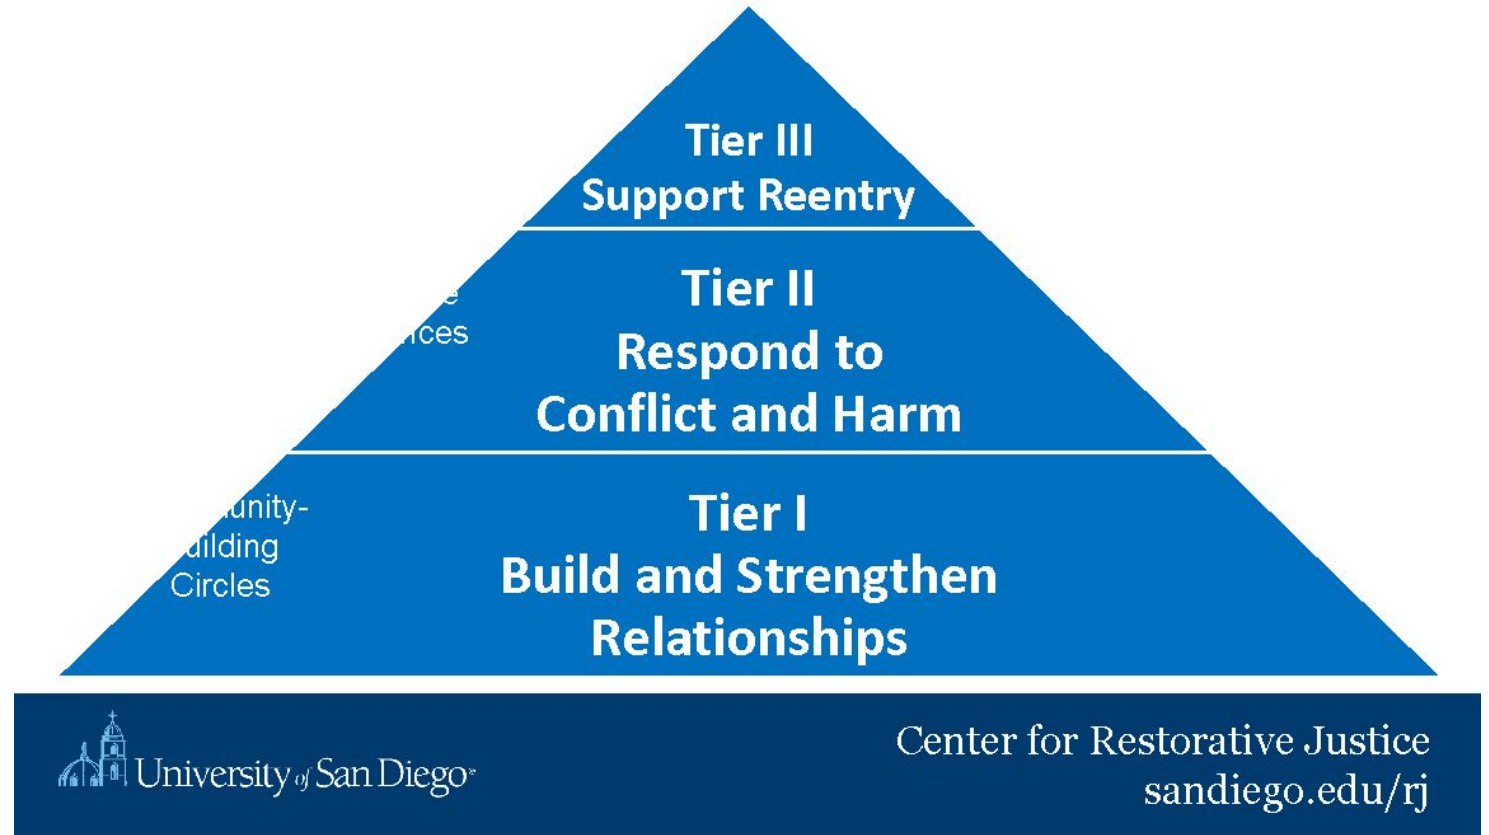 Tier III
Support Reentry
Tier II
Respond to
Conflict and Harm
Tier I
Build and Strengthen
Relationships
Circles
University of San Diego
Center for Restorative Justice
sandiego.edu/rj